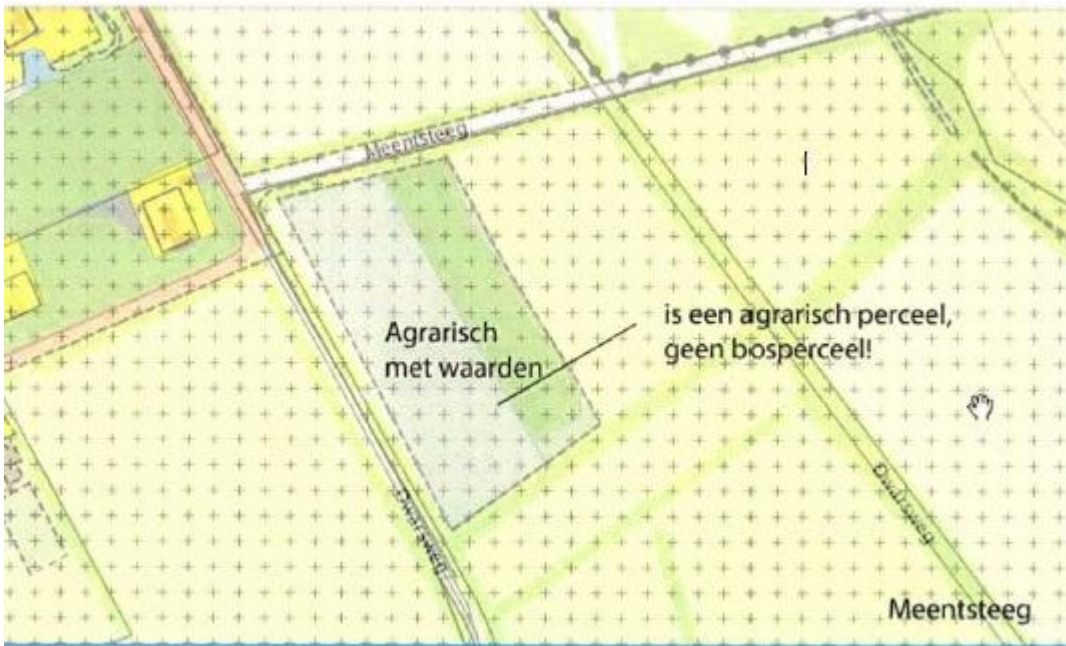 Meentsteeg
Agrarisch
met waarden
is een agrarisch perceel,
geen bosperceel!
Meentsteeg